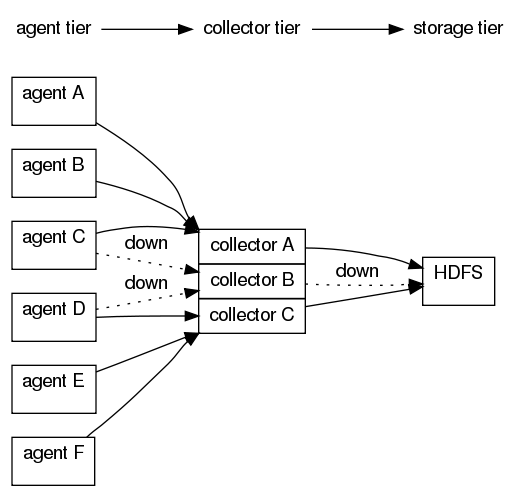 agent tier
collector tier
storage tier
agent A
agent B
agent C
down
collector A
collector B
down
HDFS
down
agent D
collector C
agent E
agent F